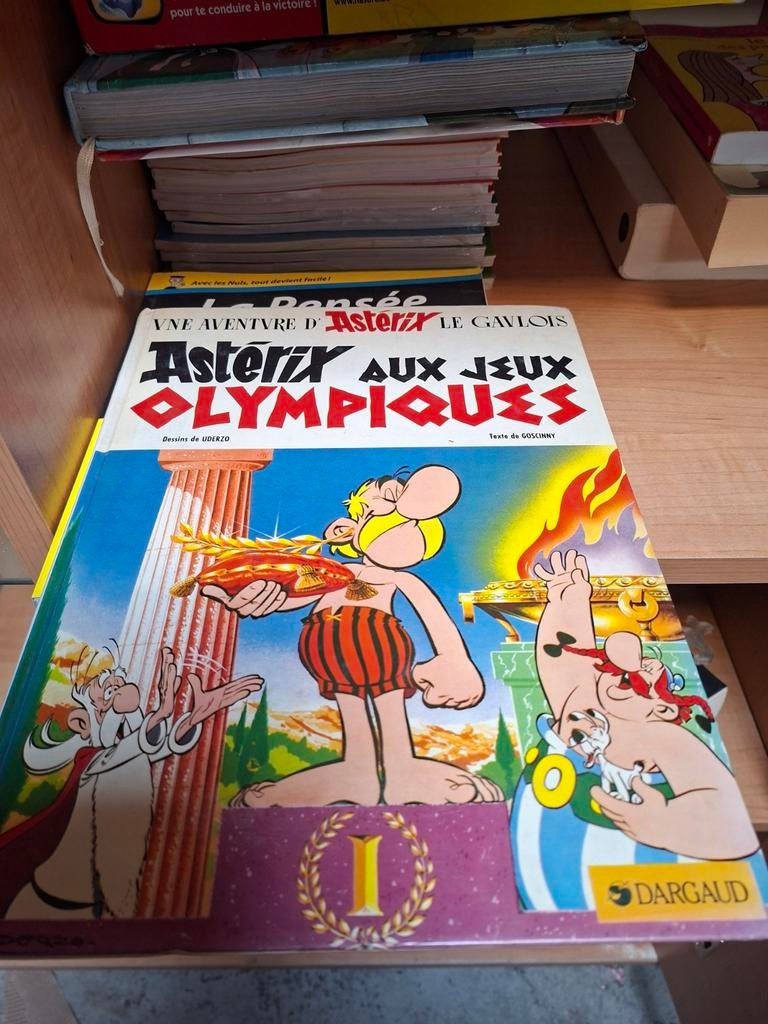 pour te conduire à la victoire !
Avec les Nuls, tout devient facile !
La Pensée
VNE AVENTVRE D'Astérix LE GAVLOIS
Astérix AUX JEUX
OLYMPIQUES
Dessins de UDERZO
Texte de GOSCINNY
I
DARGAUD